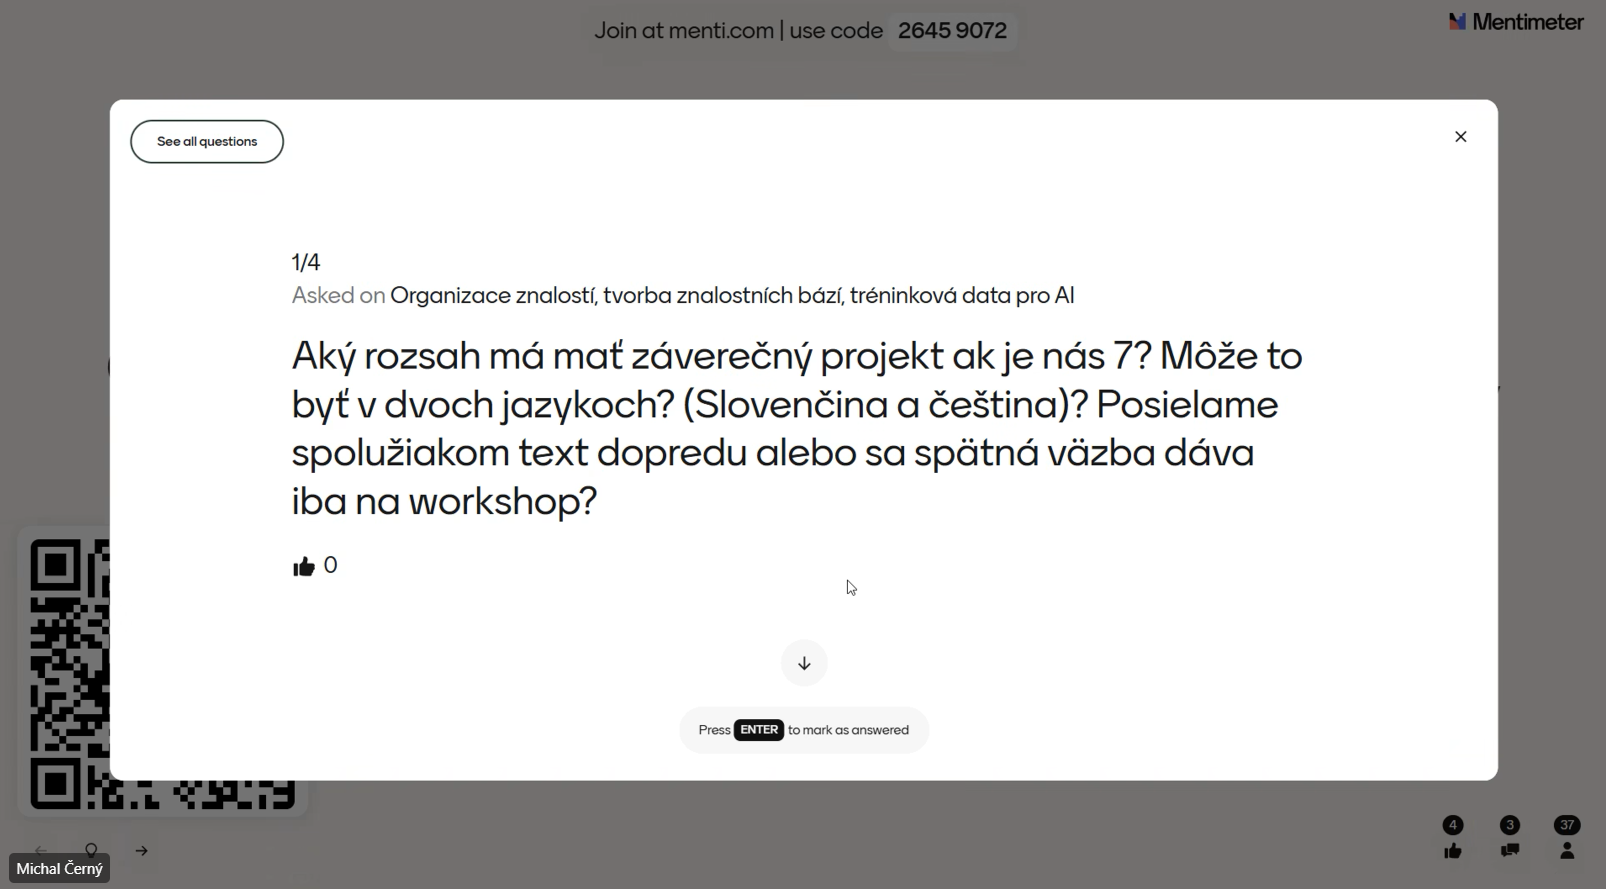 Join at menti.com | use code 2645 9072
Mentimeter
See all questions
1/4
Asked on Organizace znalostí, tvorba znalostních bází, tréninková data pro AI
Aký rozsah má mať záverečný projekt ak je nás 7? Môže to
byť v dvoch jazykoch? (Slovenčina a čeština)? Posielame
spolužiakom text dopredu alebo sa spätná väzba dáva
iba na workshop?
0
Press ENTER to mark as answered
4 3 37
Michal Černý